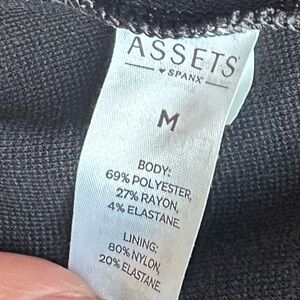 ASSETS
♥SPANX®
M
BODY:
69% POLYESTER,
27% RAYON,
4% ELASTANE.
LINING:
80% NYLON,
20% ELASTANE.